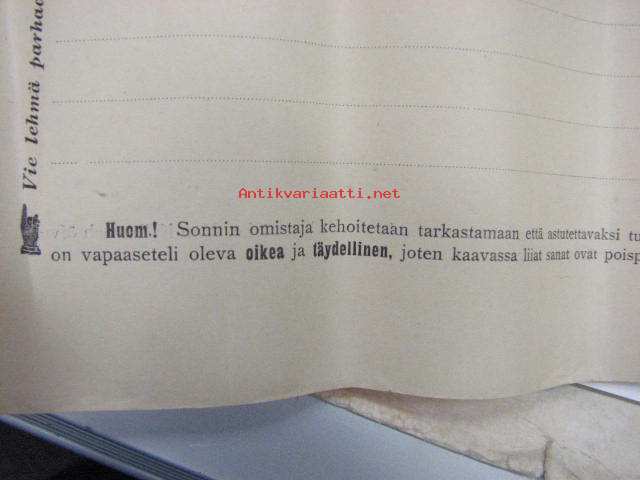 Vie lehmä parhaa
Antikvariaatti.net
Huom.! Sonnin omistaja kehoitetaan tarkastamaan että astutettavaksi tu
on vapaaseteli oleva oikea ja täydellinen, joten kaavassa liiat sanat ovat poisp